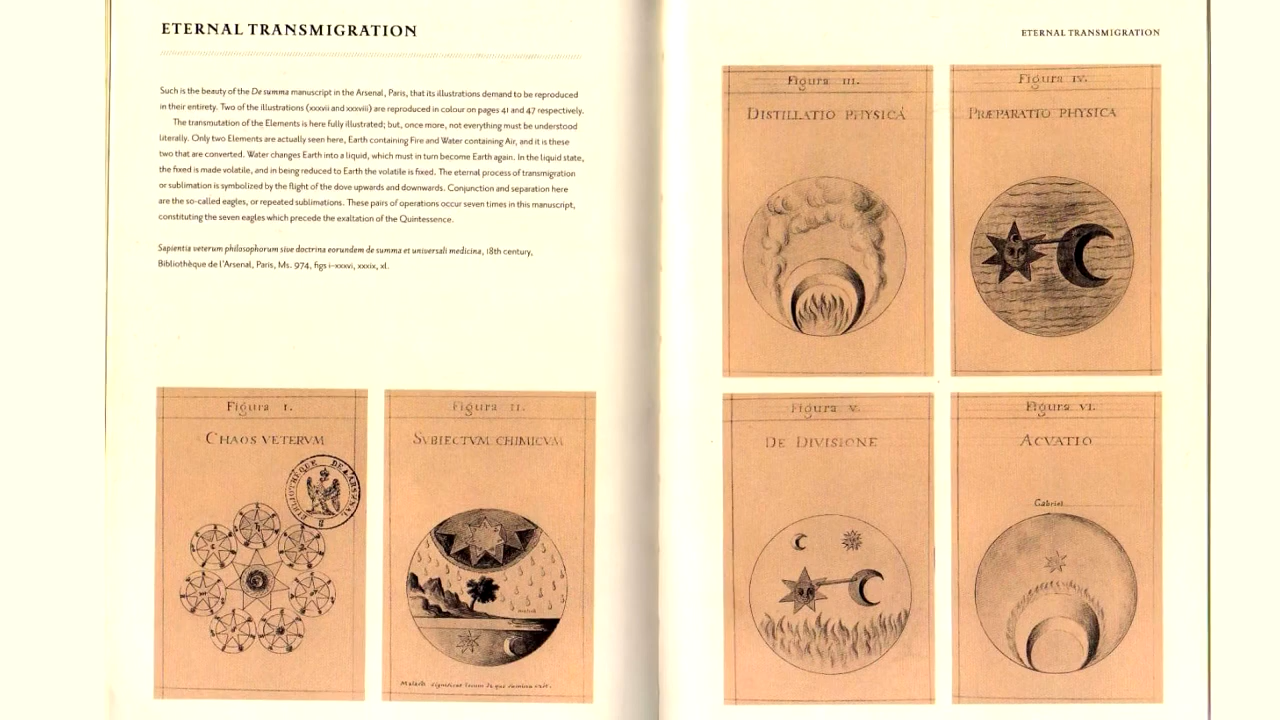 ETERNAL TRANSMIGRATION
Such is the beauty of the De summa manuscript in the Arsenal, Paris, that its illustrations demand to be reproduced
in their entirety. Two of the illustrations (xxxvii and xxxviii) are reproduced in colour on pages 41 and 47 respectively.
The transmutation of the Elements is here fully illustrated; but, once more, not everything must be understood
literally. Only two Elements are actually seen here, Earth containing Fire and Water containing Air, and it is these
two that are converted. Water changes Earth into a liquid, which must in turn become Earth again. In the liquid state,
the fixed is made volatile, and in being reduced to Earth the volatile is fixed. The eternal process of transmigration
or sublimation is symbolized by the flight of the dove upwards and downwards. Conjunction and separation here
are the so-called eagles, or repeated sublimations. These pairs of operations occur seven times in this manuscript,
constituting the seven eagles which precede the exaltation of the Quintessence.
Sapientia veterum philosophorum sive doctrina eorundem de summa et universali medicina, 18th century,
Bibliothèque de l'Arsenal, Paris, Ms. 974, figs i–xxxvi, xxxix, xl.
Figura I.
CHAOS VETERVM
BIBLIOTHÈQUE DE L'ARSENAL
Figura II.
SVBIECTVM CHIMICVM
ETERNAL TRANSMIGRATION
Figura III.
DISTILLATIO PHYSICA
Figura IV.
PRÆPARATIO PHYSICA
Figura V.
DE DIVISIONE
Figura VI.
ACVATIO
Gabriel